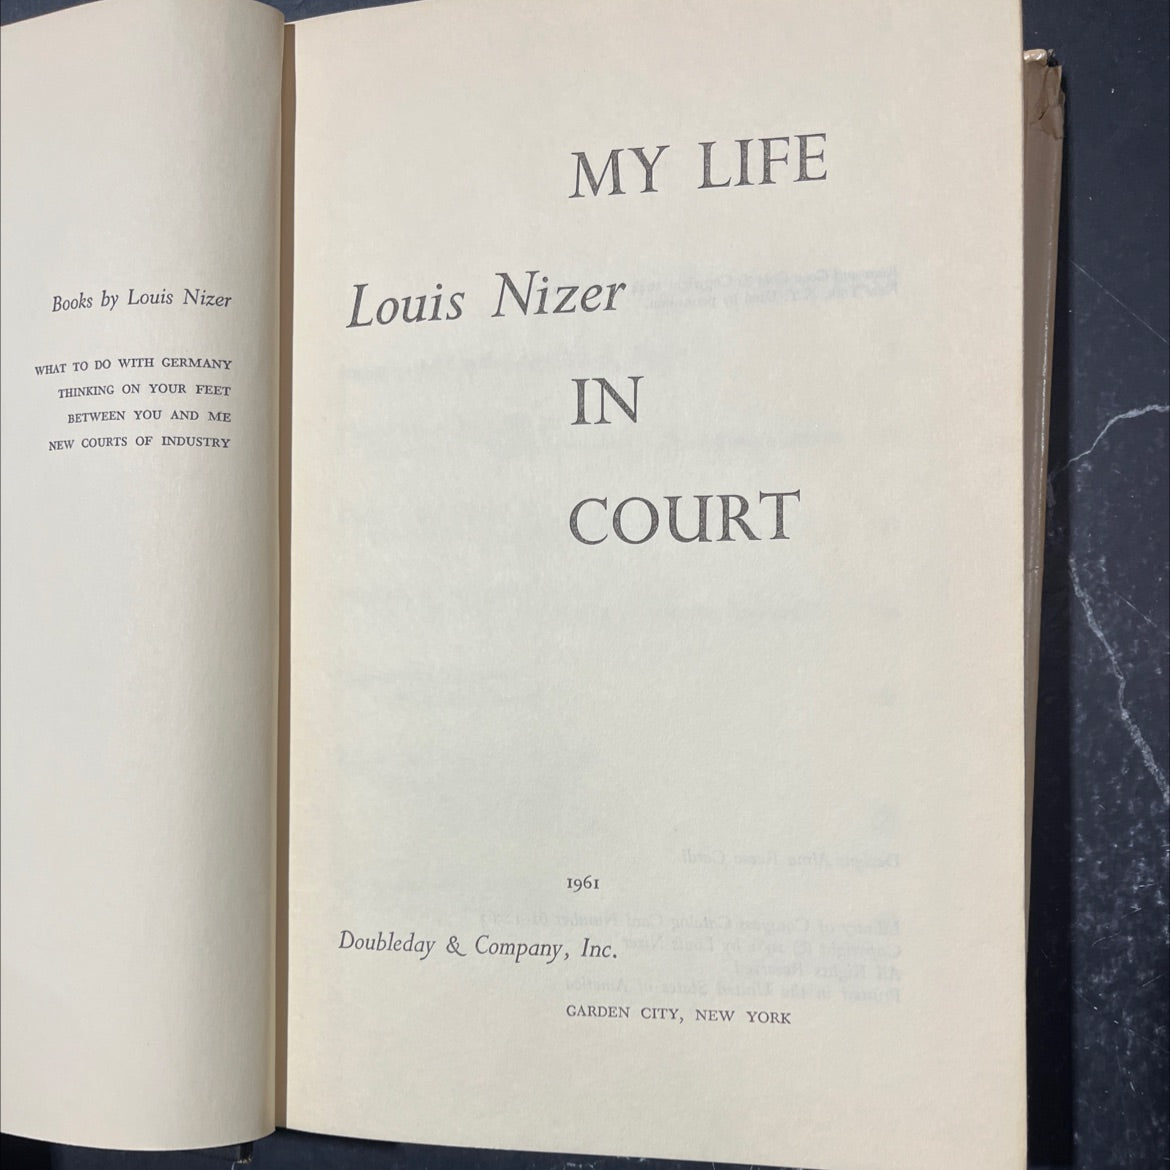 Books by Louis Nizer
WHAT TO DO WITH GERMANY
THINKING ON YOUR FEET
BETWEEN YOU AND ME
NEW COURTS OF INDUSTRY
MY LIFE
Louis Nizer
IN
COURT
1961
Doubleday & Company, Inc.
GARDEN CITY, NEW YORK